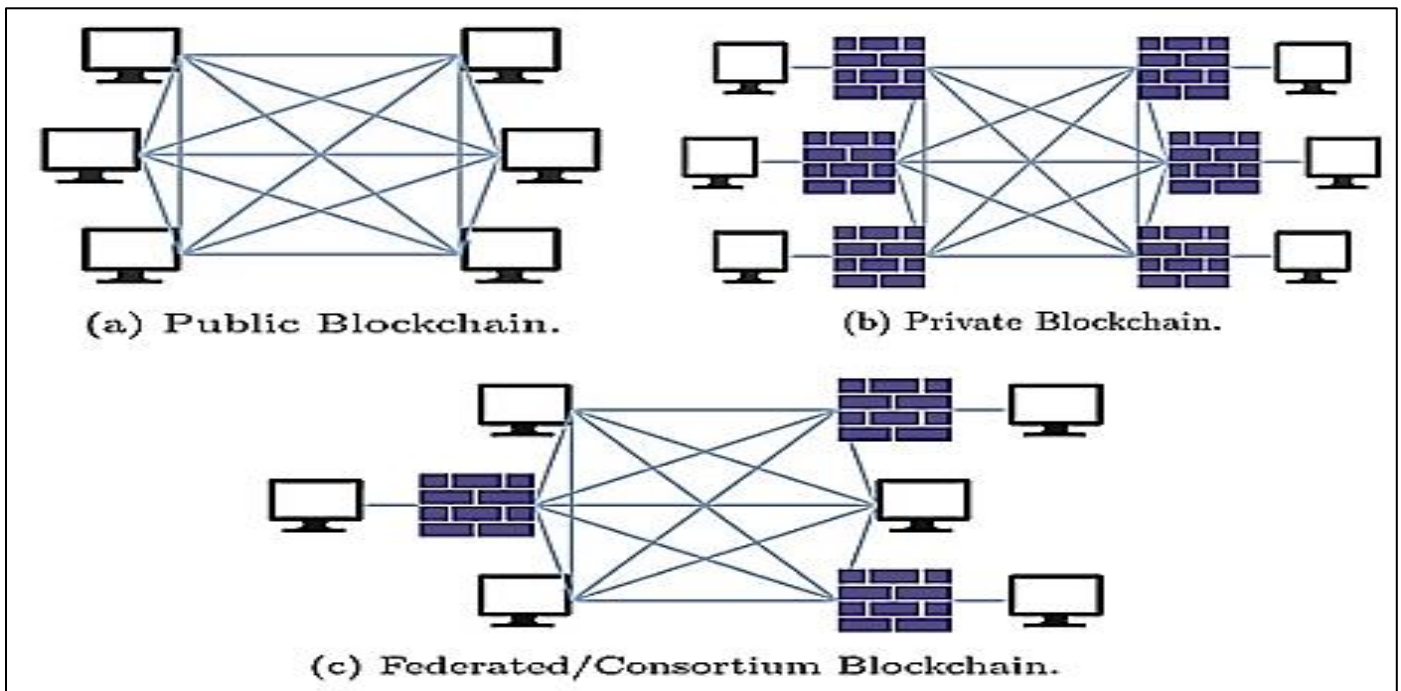 (a) Public Blockchain.
(b) Private Blockchain.
(c) Federated/Consortium Blockchain.